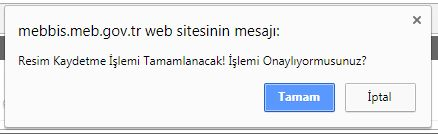 mebbis.meb.gov.tr web sitesinin mesajı:
Resim Kaydetme İşlemi Tamamlanacak! İşlemi Onaylıyormusunuz?
Tamam
İptal